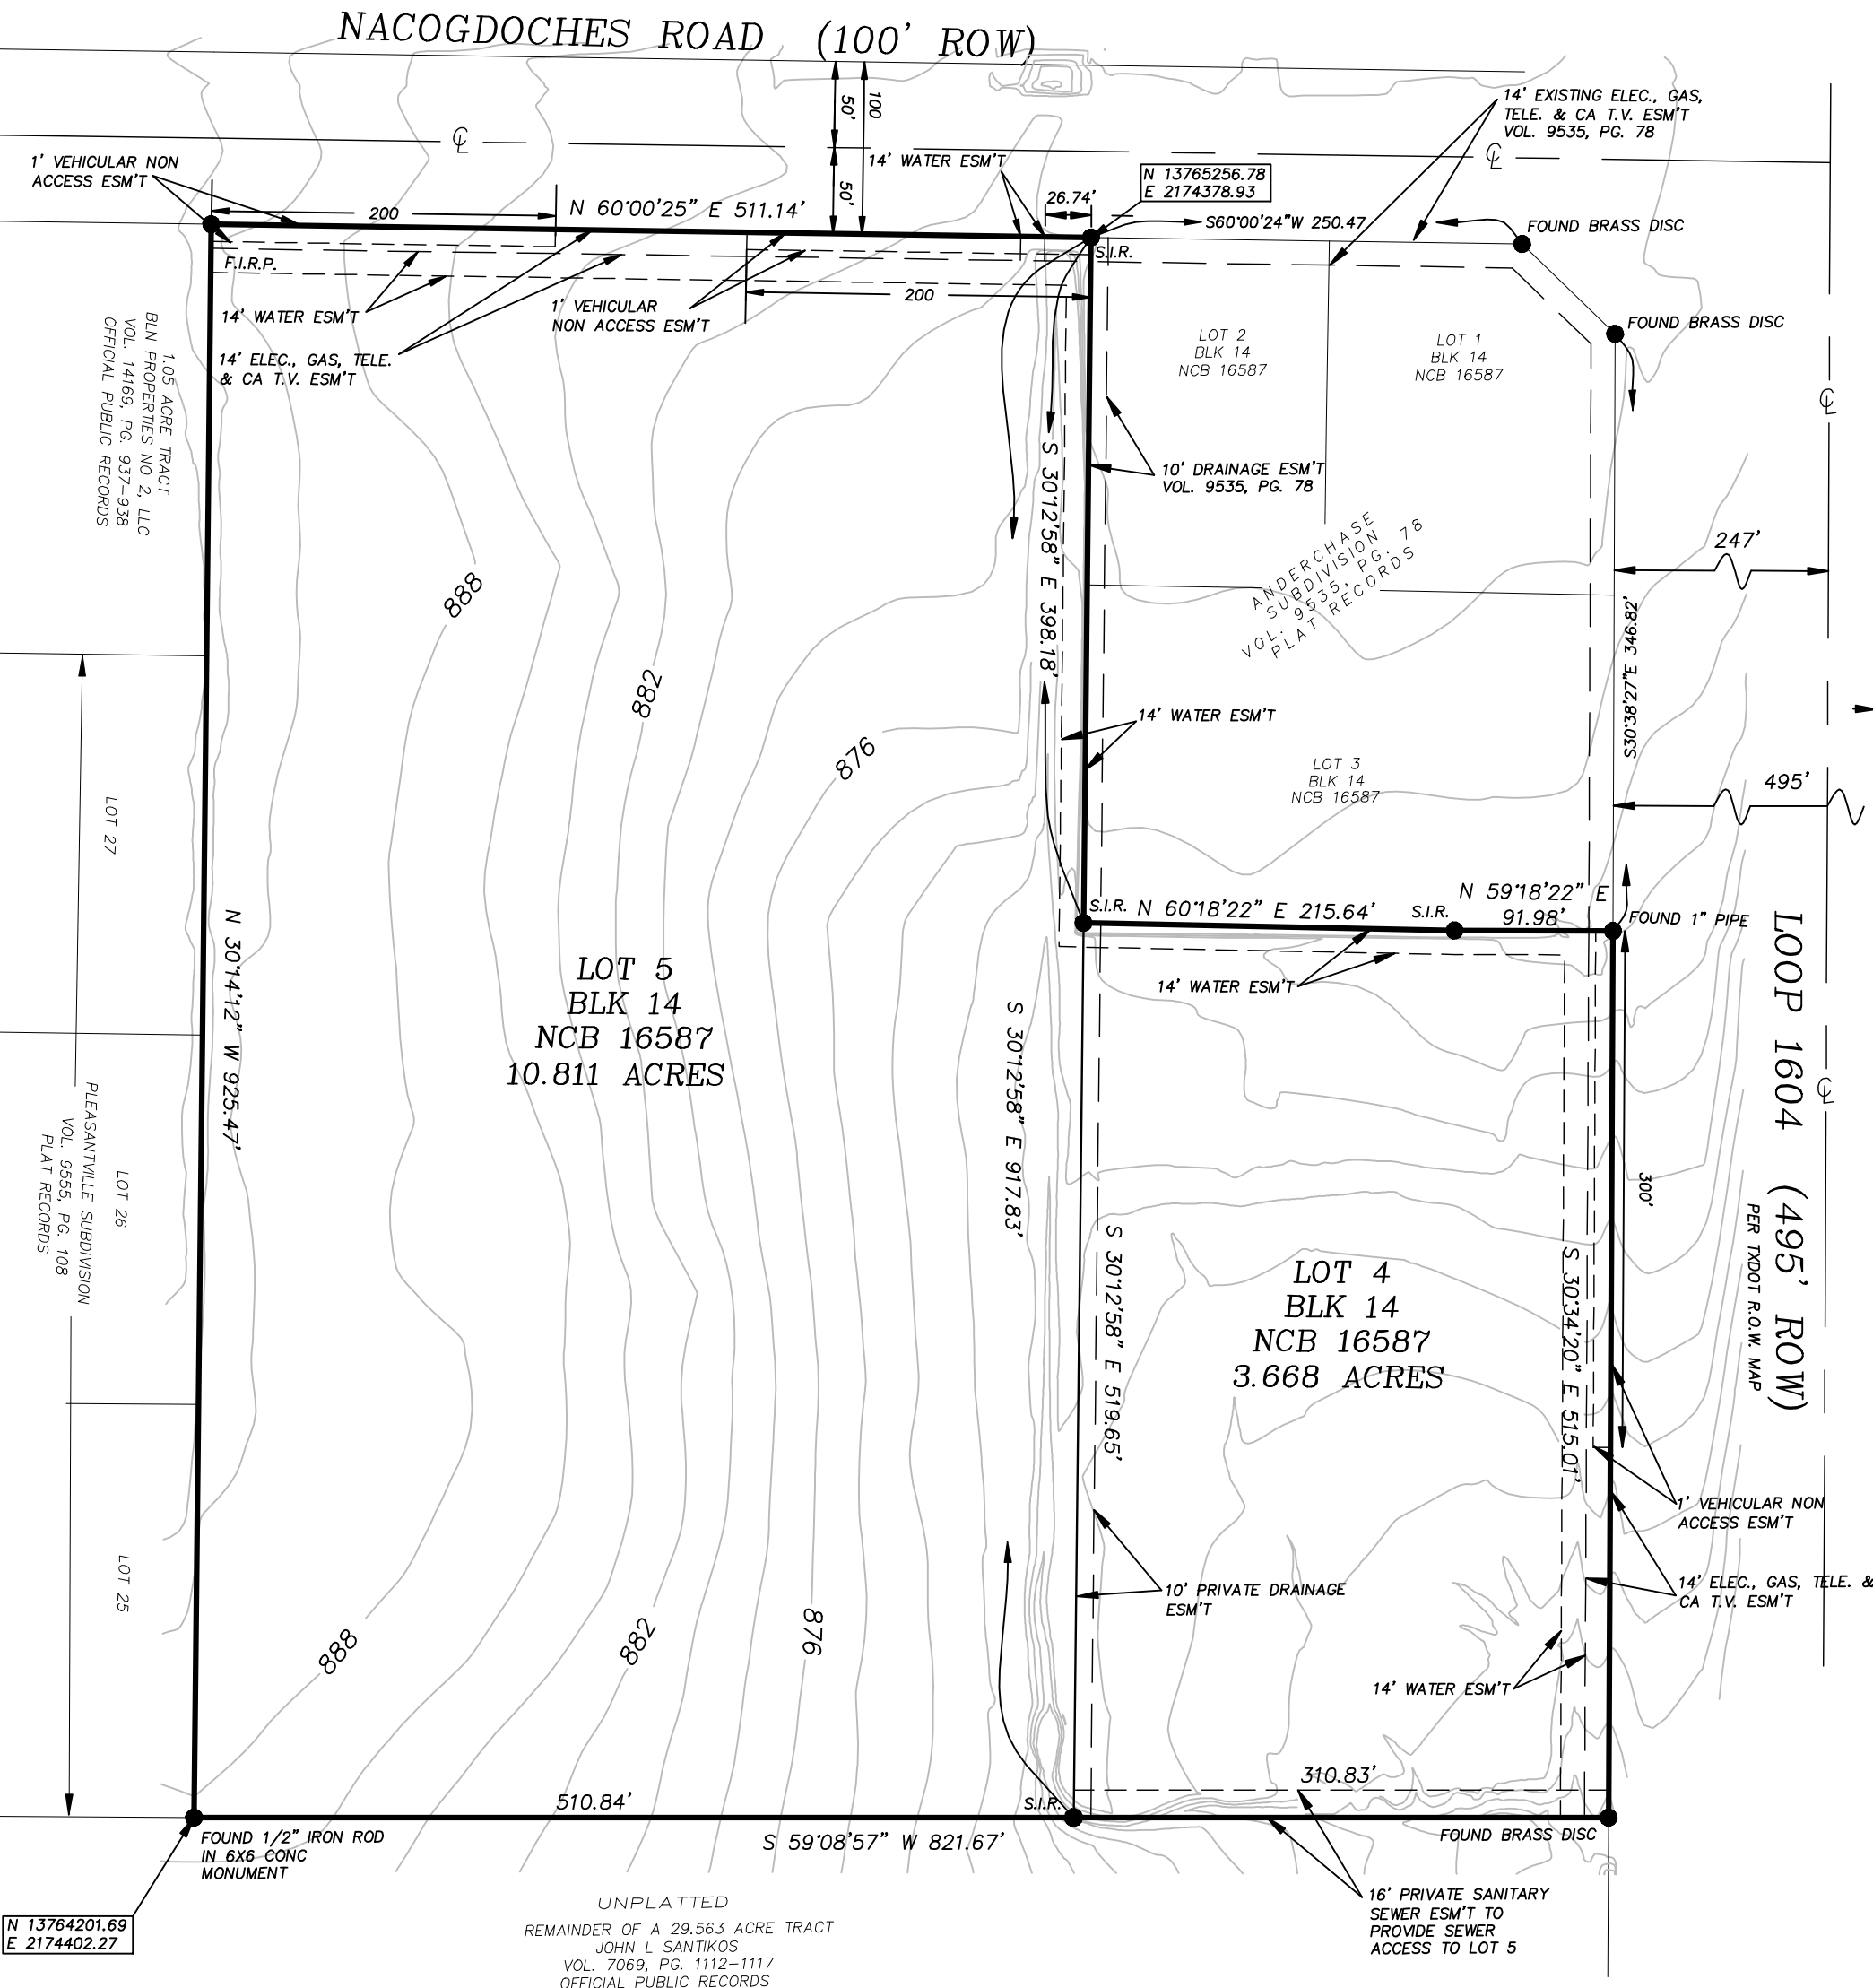 NACOGDOCHES ROAD (100' ROW)
50'
100
50'
14' EXISTING ELEC., GAS,
TELE. & CA T.V. ESM'T
VOL. 9535, PG. 78
1' VEHICULAR NON
ACCESS ESM'T
14' WATER ESM'T
N 13765256.78
E 2174378.93
200
N 60°00'25" E 511.14'
26.74'
S60°00'24"W 250.47
FOUND BRASS DISC
F.I.R.P.
S.I.R.
14' WATER ESM'T
1' VEHICULAR
NON ACCESS ESM'T
200
14' ELEC., GAS, TELE.
& CA T.V. ESM'T
FOUND BRASS DISC
LOT 2
BLK 14
NCB 16587
LOT 1
BLK 14
NCB 16587
1.05 ACRE TRACT
BLN PROPERTIES NO 2, LLC
VOL. 14169, PG. 937-938
OFFICIAL PUBLIC RECORDS
S 30°12'58" E 398.18'
10' DRAINAGE ESM'T
VOL. 9535, PG. 78
ANDERCHASE
SUBDIVISION
VOL. 9535, PG. 78
PLAT RECORDS
247'
888
882
876
S30°38'27"E 346.82'
14' WATER ESM'T
LOT 3
BLK 14
NCB 16587
495'
LOT 27
N 30°14'12" W 925.47'
S.I.R.
N 60°18'22" E 215.64'
S.I.R.
N 59°18'22" E
91.98'
FOUND 1" PIPE
14' WATER ESM'T
LOT 5
BLK 14
NCB 16587
10.811 ACRES
S 30°12'58" E 917.83'
LOOP 1604 (495' ROW)
PER TXDOT R.O.W. MAP
300'
LOT 26
PLEASANTVILLE SUBDIVISION
VOL. 9555, PG. 108
PLAT RECORDS
S 30°12'58" E 519.65'
LOT 4
BLK 14
NCB 16587
3.668 ACRES
S 30°34'20" E 515.01'
1' VEHICULAR NON
ACCESS ESM'T
LOT 25
10' PRIVATE DRAINAGE
ESM'T
14' ELEC., GAS, TELE. &
CA T.V. ESM'T
888
882
876
14' WATER ESM'T
510.84'
S.I.R.
310.83'
FOUND 1/2" IRON ROD
IN 6X6 CONC
MONUMENT
S 59°08'57" W 821.67'
FOUND BRASS DISC
N 13764201.69
E 2174402.27
UNPLATTED
REMAINDER OF A 29.563 ACRE TRACT
JOHN L SANTIKOS
VOL. 7069, PG. 1112-1117
OFFICIAL PUBLIC RECORDS
16' PRIVATE SANITARY
SEWER ESM'T TO
PROVIDE SEWER
ACCESS TO LOT 5